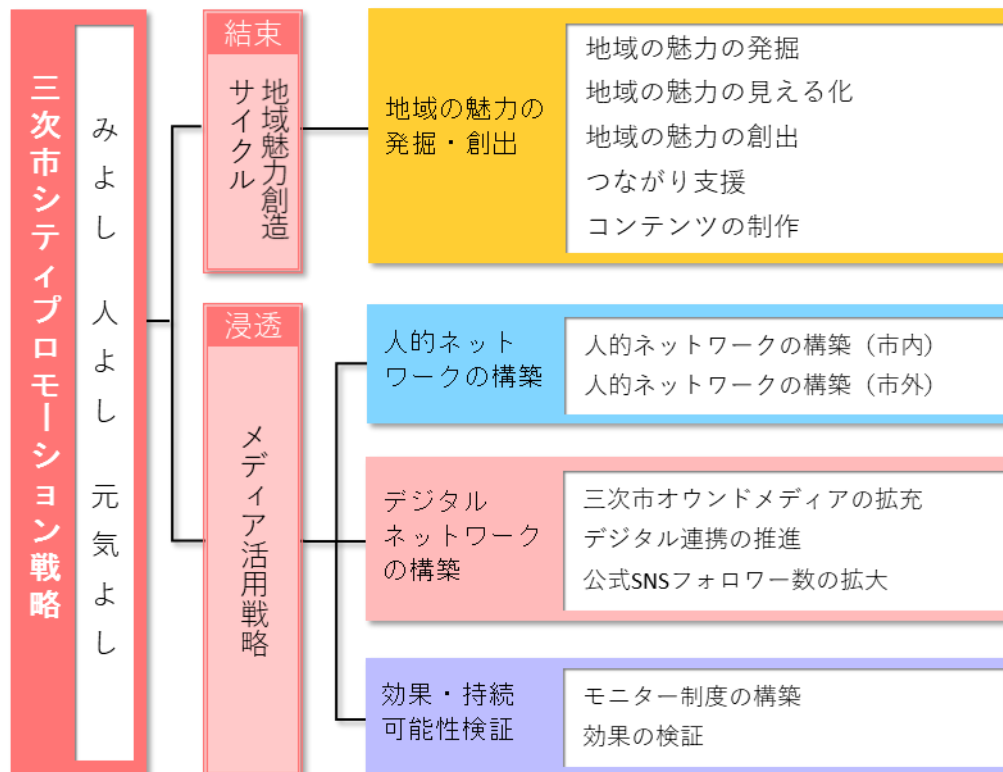 三次市シティプロモーション戦略
みよし 人よし 元気よし
結束
地域魅力創造
サイクル
地域の魅力の
発掘・創出
地域の魅力の発掘
地域の魅力の見える化
地域の魅力の創出
つながり支援
コンテンツの制作
浸透
メディア活用戦略
人的ネット
ワークの構築
人的ネットワークの構築（市内）
人的ネットワークの構築（市外）
デジタル
ネットワーク
の構築
三次市オウンドメディアの拡充
デジタル連携の推進
公式SNSフォロワー数の拡大
効果・持続
可能性検証
モニター制度の構築
効果の検証